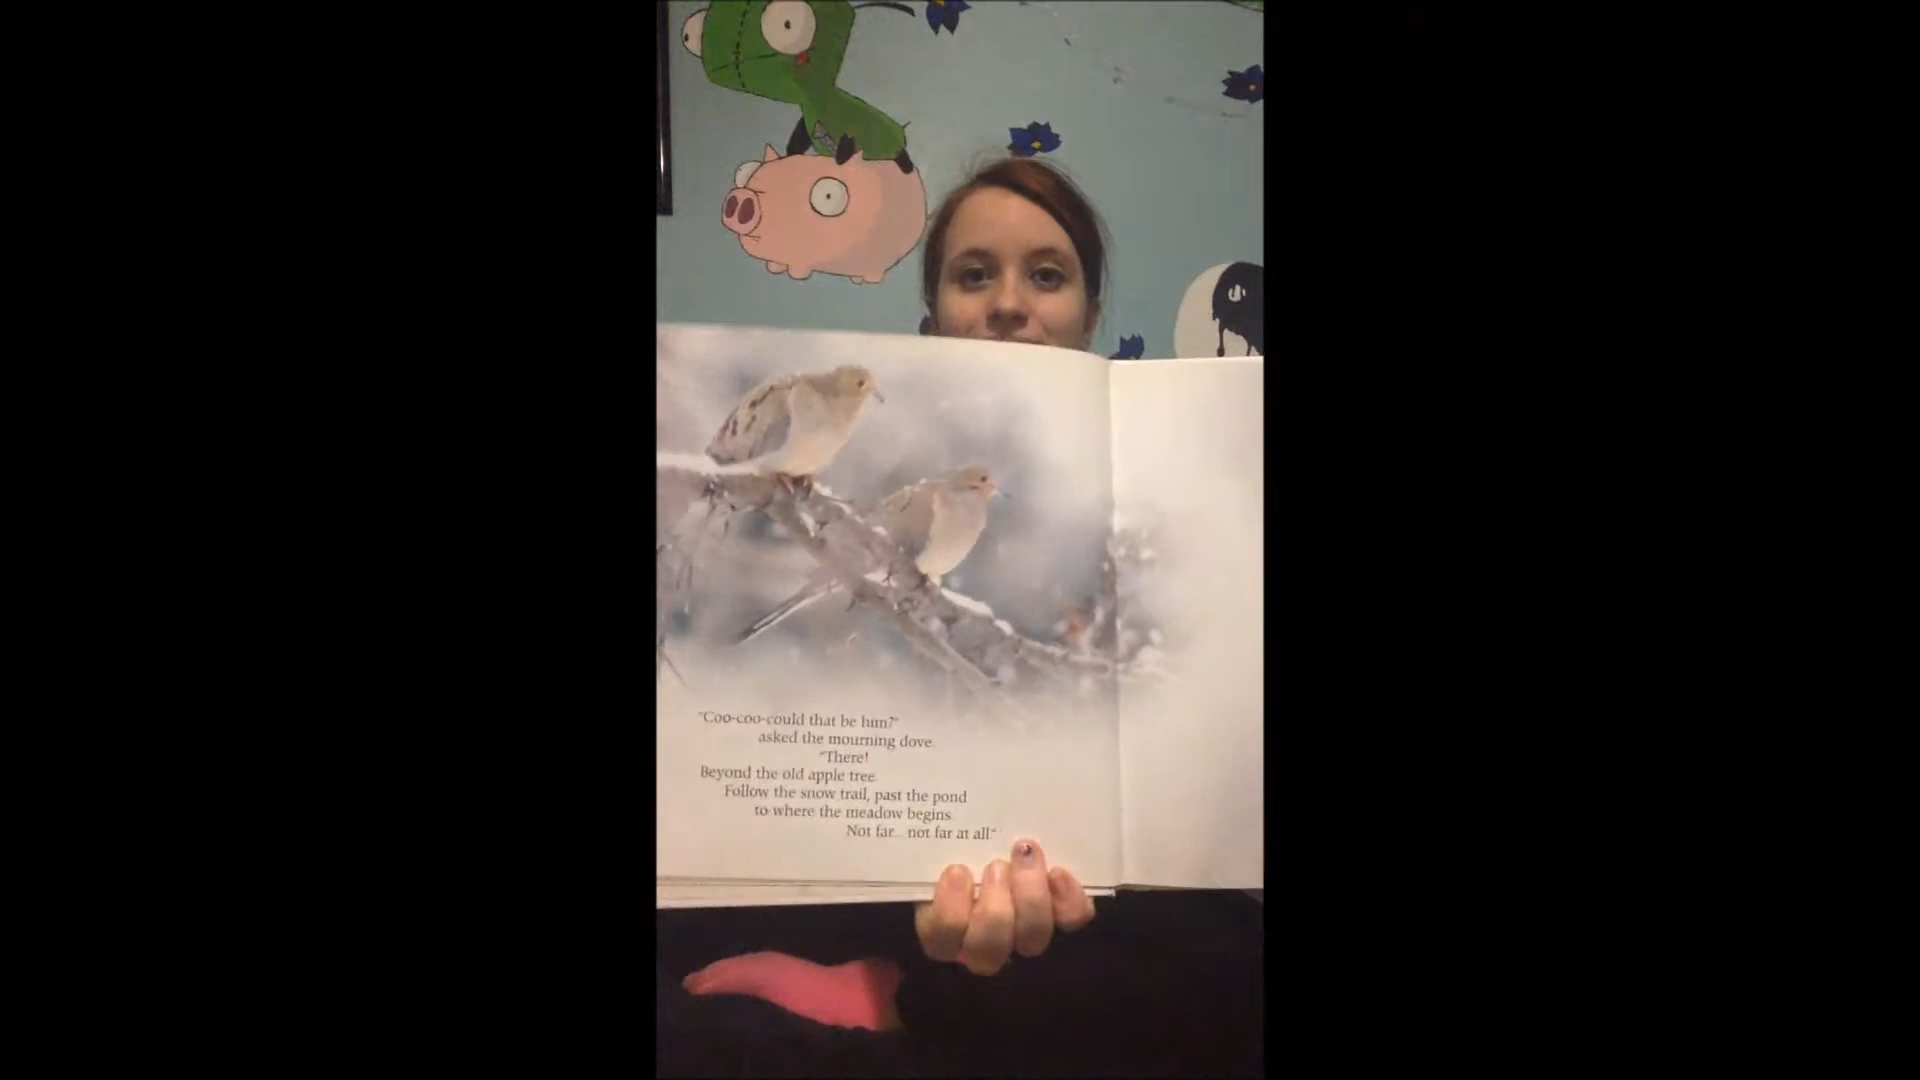 "Coo-coo-could that be him?"
asked the mourning dove.
"There!
Beyond the old apple tree.
Follow the snow trail, past the pond
to where the meadow begins.
Not far... not far at all."